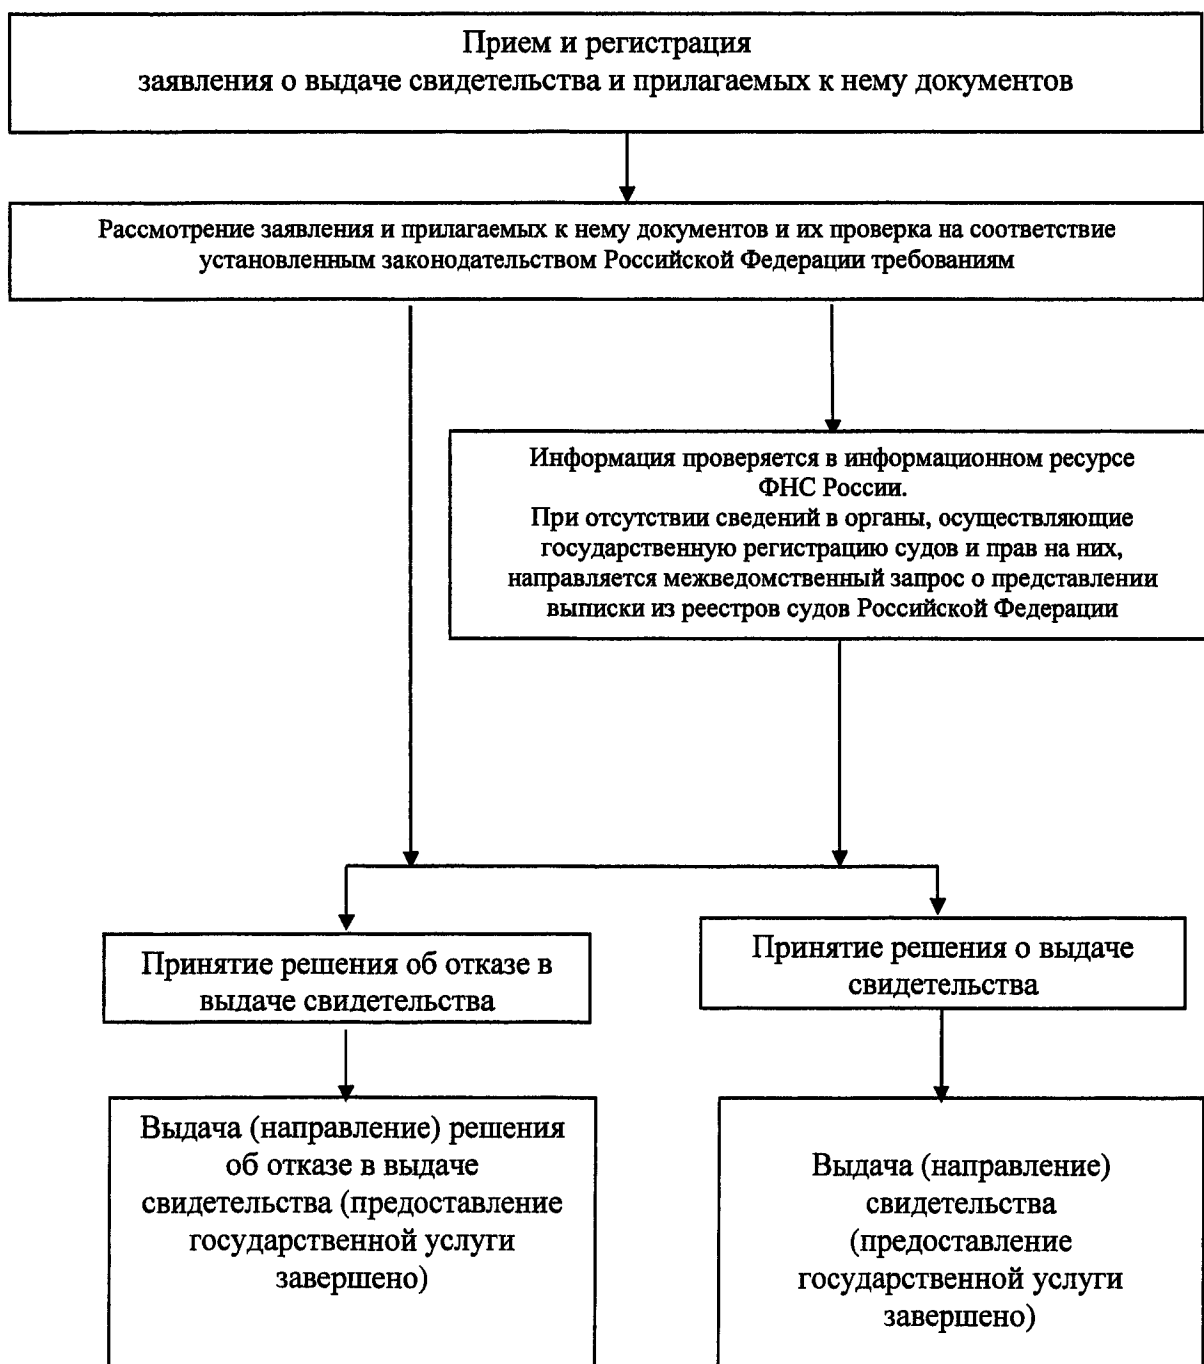 Прием и регистрация
заявления о выдаче свидетельства и прилагаемых к нему документов
Рассмотрение заявления и прилагаемых к нему документов и их проверка на соответствие
установленным законодательством Российской Федерации требованиям
Информация проверяется в информационном ресурсе
ФНС России.
При отсутствии сведений в органы, осуществляющие
государственную регистрацию судов и прав на них,
направляется межведомственный запрос о представлении
выписки из реестров судов Российской Федерации
Принятие решения об отказе в
выдаче свидетельства
Принятие решения о выдаче
свидетельства
Выдача (направление) решения
об отказе в выдаче
свидетельства (предоставление
государственной услуги
завершено)
Выдача (направление)
свидетельства
(предоставление
государственной услуги
завершено)